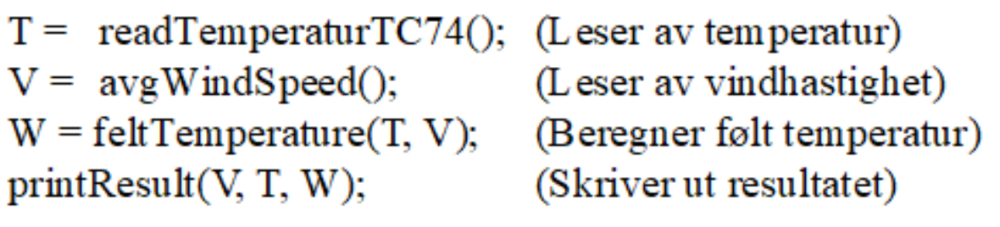 T = readTemperaturTC74(); (Leser av temperatur)
V = avgWindSpeed(); (Leser av vindhastighet)
W = feltTemperature(T, V); (Beregner følt temperatur)
printResult(V, T, W); (Skriver ut resultatet)